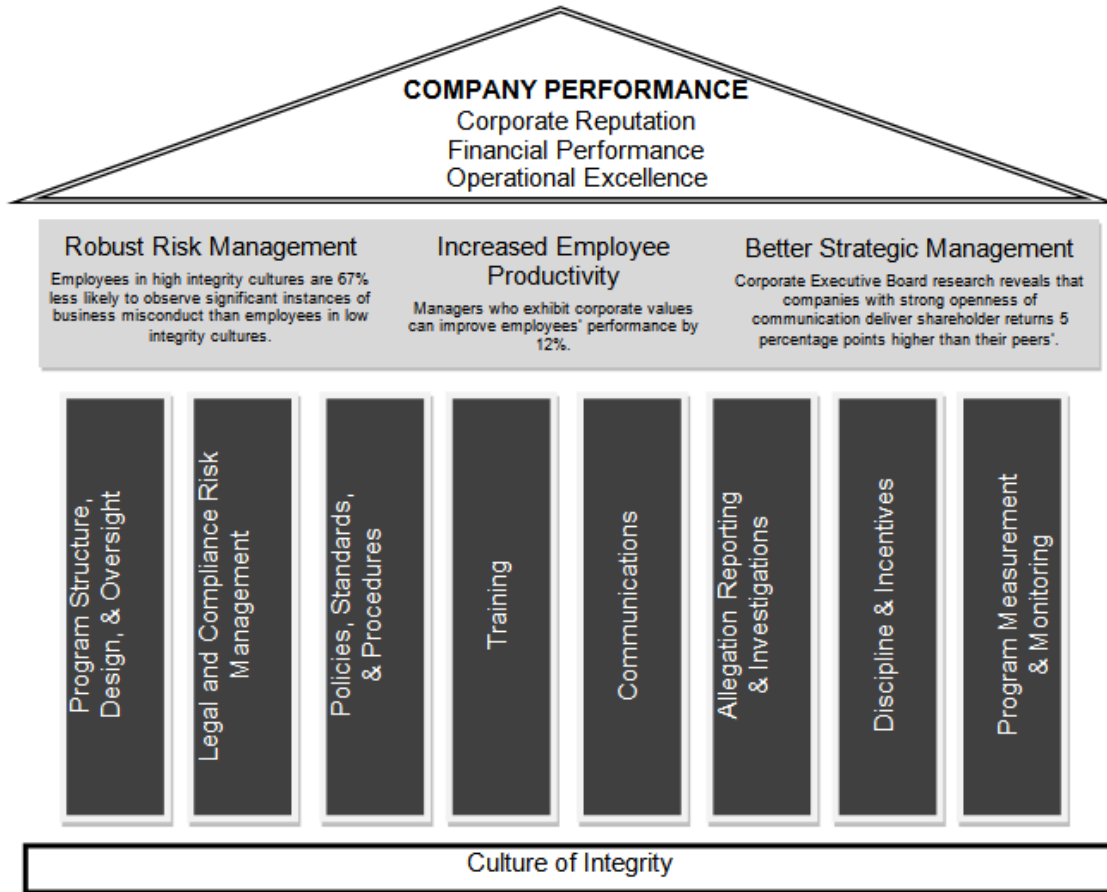 COMPANY PERFORMANCE
Corporate Reputation
Financial Performance
Operational Excellence
Robust Risk Management
Employees in high integrity cultures are 67%
less likely to observe significant instances of
business misconduct than employees in low
integrity cultures.
Increased Employee
Productivity
Managers who exhibit corporate values
can improve employees' performance by
12%.
Better Strategic Management
Corporate Executive Board research reveals that
companies with strong openness of
communication deliver shareholder returns 5
percentage points higher than their peers'.
Program Structure,
Design, & Oversight
Legal and Compliance Risk
Management
Policies, Standards,
& Procedures
Training
Communications
Allegation Reporting
& Investigations
Discipline & Incentives
Program Measurement
& Monitoring
Culture of Integrity